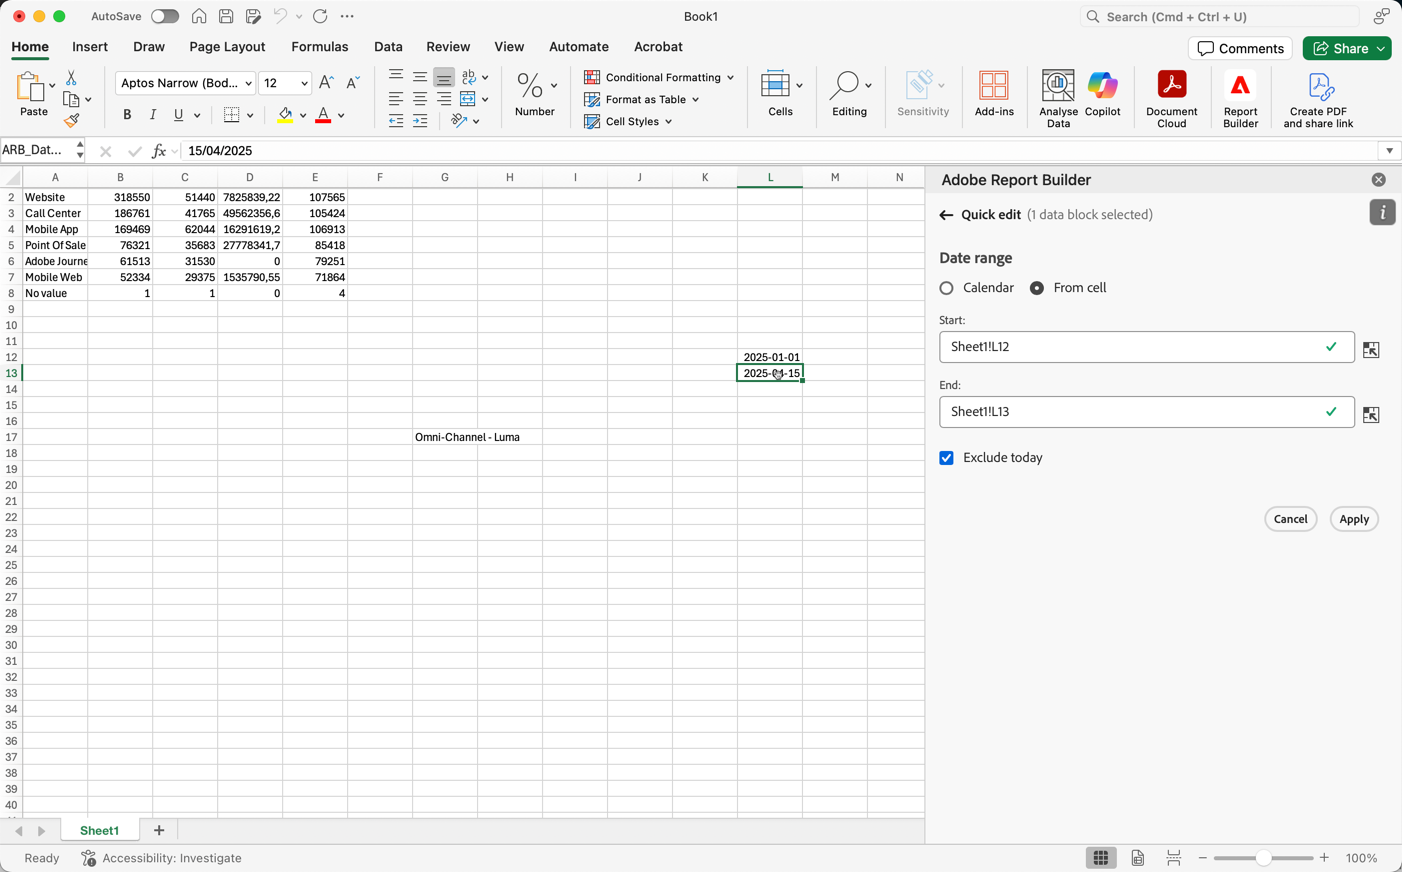 AutoSave
Book1
Search (Cmd + Ctrl + U)
Home Insert Draw Page Layout Formulas Data Review View Automate Acrobat
Comments
Share
Paste
Aptos Narrow (Bod...
12
A A
B I U A
ab
Number
Conditional Formatting
Format as Table
Cell Styles
Cells
Editing
Sensitivity
Add-ins
Analyse
Data
Copilot
Document
Cloud
Report
Builder
Create PDF
and share link
ARB_Dat...
fx
15/04/2025
A B C D E F G H I J K L M N
2 Website 318550 51440 7825839,22 107565
3 Call Center 186761 41765 49562356,6 105424
4 Mobile App 169469 62044 16291619,2 106913
5 Point Of Sale 76321 35683 27778341,7 85418
6 Adobe Journe 61513 31530 0 79251
7 Mobile Web 52334 29375 1535790,55 71864
8 No value 1 1 0 4
9
10
11
12 2025-01-01
13 2025-04-15
14
15
16
17 Omni-Channel - Luma
18
19
20
21
22
23
24
25
26
27
28
29
30
31
32
33
34
35
36
37
38
39
40
Adobe Report Builder
Quick edit (1 data block selected)
i
Date range
Calendar From cell
Start:
Sheet1!L12
End:
Sheet1!L13
Exclude today
Cancel Apply
Sheet1
Ready
Accessibility: Investigate
100%